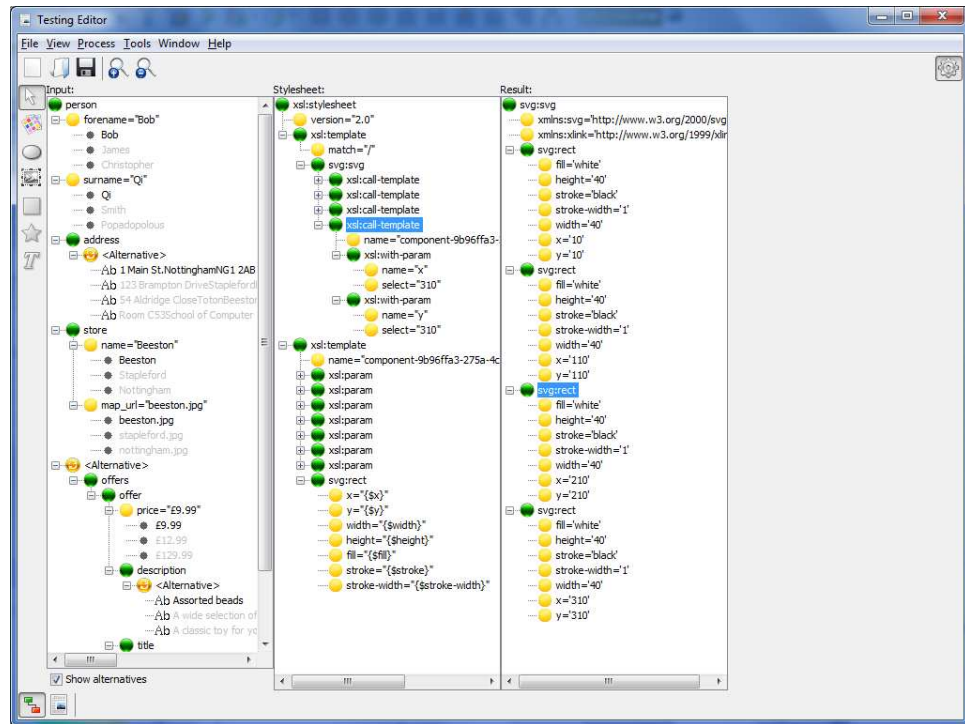 Testing Editor
File View Process Tools Window Help
Input:
person
forename="Bob"
Bob
James
Christopher
surname="Qi"
Qi
Smith
Popadopolous
address
<Alternative>
Ab 1 Main St.NottinghamNG1 2AB
Ab 123 Brampton DriveStaplefordl
Ab 54 Aldridge CloseTotonBeeston
Ab Room C53School of Computer
store
name="Beeston"
Beeston
Stapleford
Nottingham
map_url="beeston.jpg"
beeston.jpg
stapleford.jpg
nottingham.jpg
<Alternative>
offers
offer
price="£9.99"
£9.99
£12.99
£129.99
description
<Alternative>
Ab Assorted beads
Ab A wide selection of
Ab A classic toy for yo
title
Show alternatives
Stylesheet:
xsl:stylesheet
version="2.0"
xsl:template
match="/"
svg:svg
xsl:call-template
xsl:call-template
xsl:call-template
xsl:call-template
name="component-9b96ffa3-
xsl:with-param
name="x"
select="310"
xsl:with-param
name="y"
select="310"
xsl:template
name="component-9b96ffa3-275a-4c
xsl:param
xsl:param
xsl:param
xsl:param
xsl:param
xsl:param
xsl:param
svg:rect
x="{$x}"
y="{$y}"
width="{$width}"
height="{$height}"
fill="{$fill}"
stroke="{$stroke}"
stroke-width="{$stroke-width}"
Result:
svg:svg
xmlns:svg='http://www.w3.org/2000/svg
xmlns:xlink='http://www.w3.org/1999/xlin
svg:rect
fill='white'
height='40'
stroke='black'
stroke-width='1'
width='40'
x='10'
y='10'
svg:rect
fill='white'
height='40'
stroke='black'
stroke-width='1'
width='40'
x='110'
y='110'
svg:rect
fill='white'
height='40'
stroke='black'
stroke-width='1'
width='40'
x='210'
y='210'
svg:rect
fill='white'
height='40'
stroke='black'
stroke-width='1'
width='40'
x='310'
y='310'